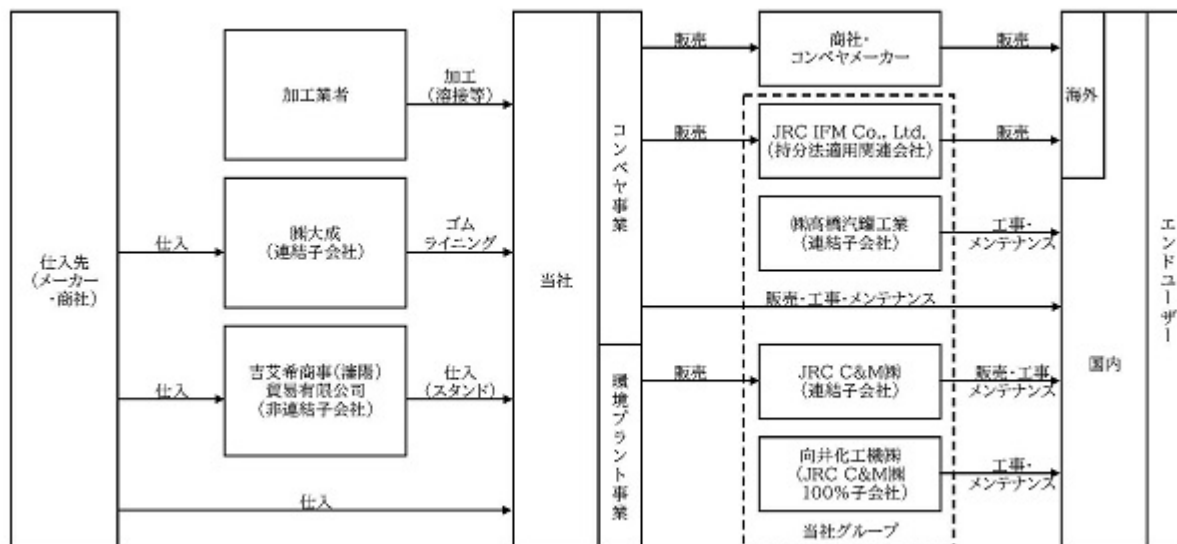 仕入先
(メーカー
・商社)
仕入
仕入
仕入
加工業者
㈱大成
(連結子会社)
吉艾希商事(瀋陽)
貿易有限公司
(非連結子会社)
加工
(溶接等)
ゴム
ライニング
仕入
(スタンド)
当社
コンベヤ事業
環境プラント事業
販売
販売
販売・工事・メンテナンス
販売
商社・
コンベヤメーカー
JRC IFM Co., Ltd.
(持分法適用関連会社)
㈱高橋汽罐工業
(連結子会社)
JRC C&M㈱
(連結子会社)
向井化工機㈱
(JRC C&M㈱
100%子会社)
当社グループ
販売
販売
工事・
メンテナンス
販売・工事
メンテナンス
工事・
メンテナンス
海外
国内
エンドユーザー